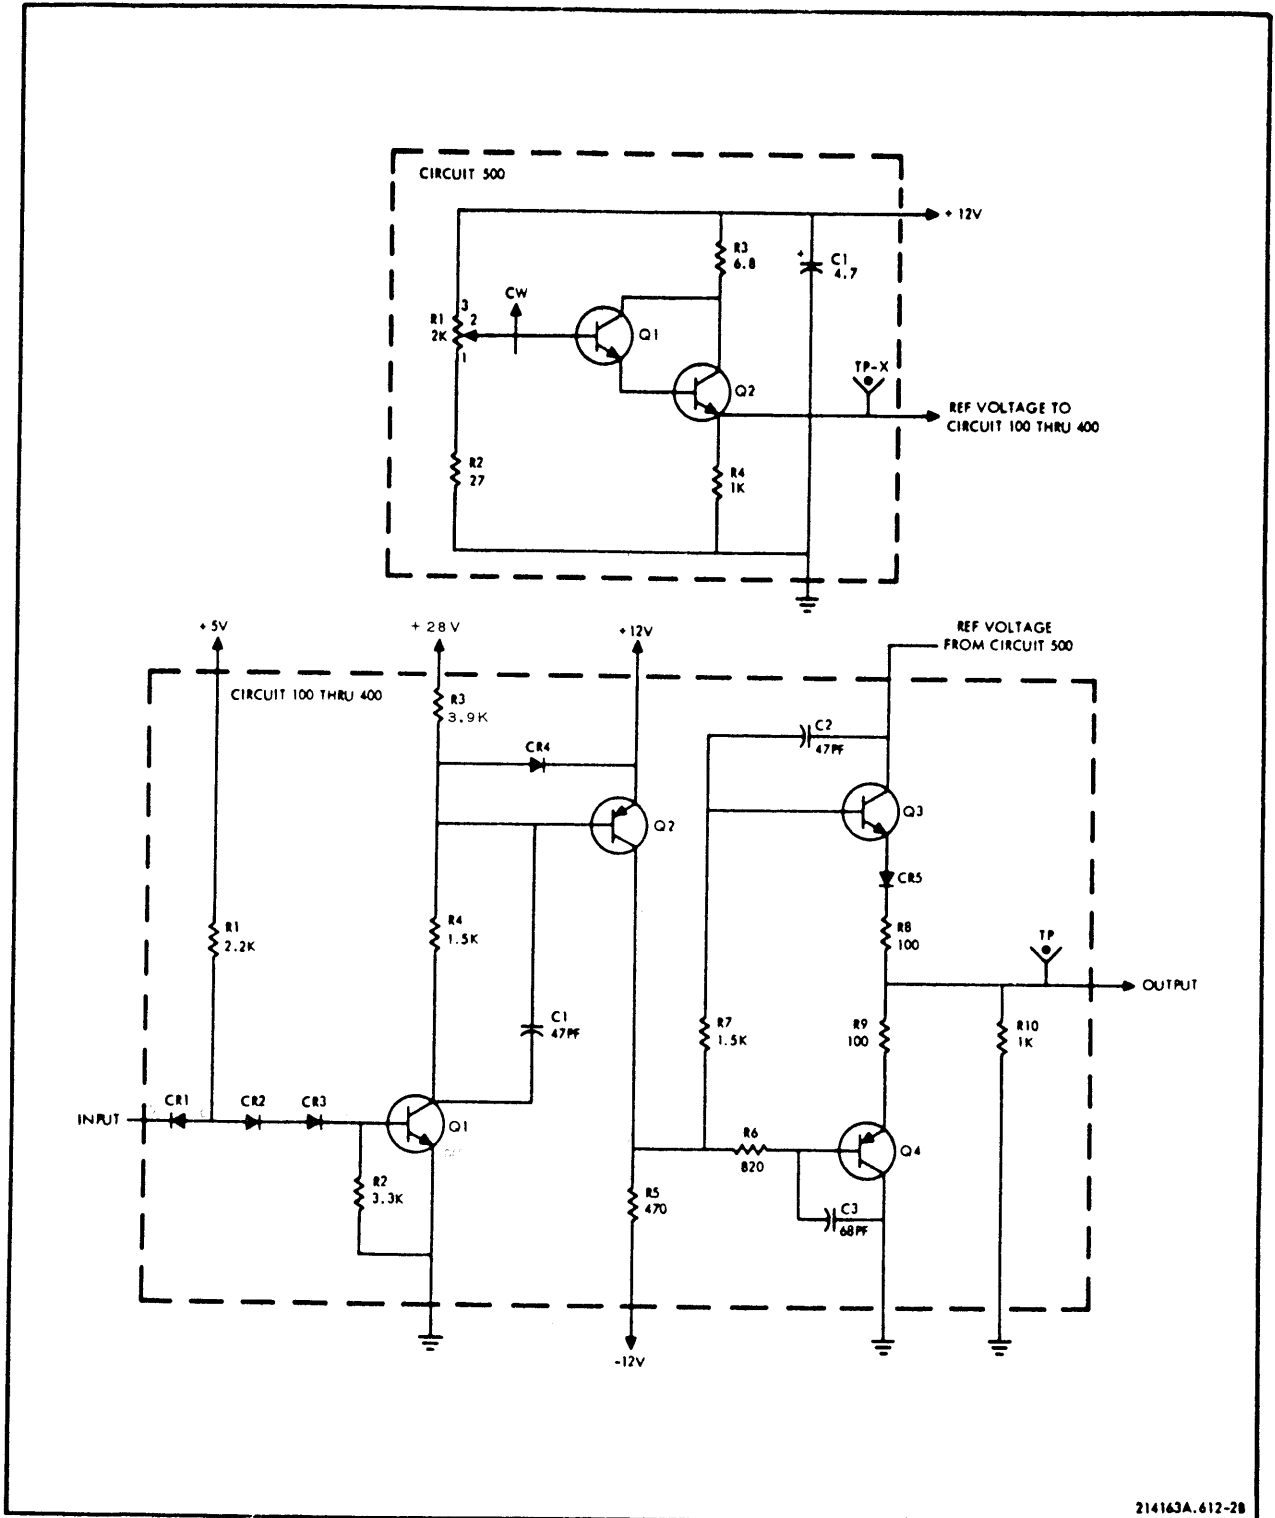 CIRCUIT 500
+ 12V
R3
6.8
+
C1
4.7
CW
3
R1
2K
2
1
Q1
Q2
TP-X
REF VOLTAGE TO
CIRCUIT 100 THRU 400
R2
27
R4
1K
+ 5V
+ 28V
+12V
REF VOLTAGE
FROM CIRCUIT 500
CIRCUIT 100 THRU 400
R3
3.9K
C2
47PF
CR4
Q2
Q3
CR5
R1
2.2K
R4
1.5K
R8
100
TP
OUTPUT
C1
47PF
R7
1.5K
R9
100
R10
1K
INPUT
CR1
CR2
CR3
Q1
R6
820
Q4
R2
3.3K
R5
470
C3
68PF
-12V
214163A.612-2B